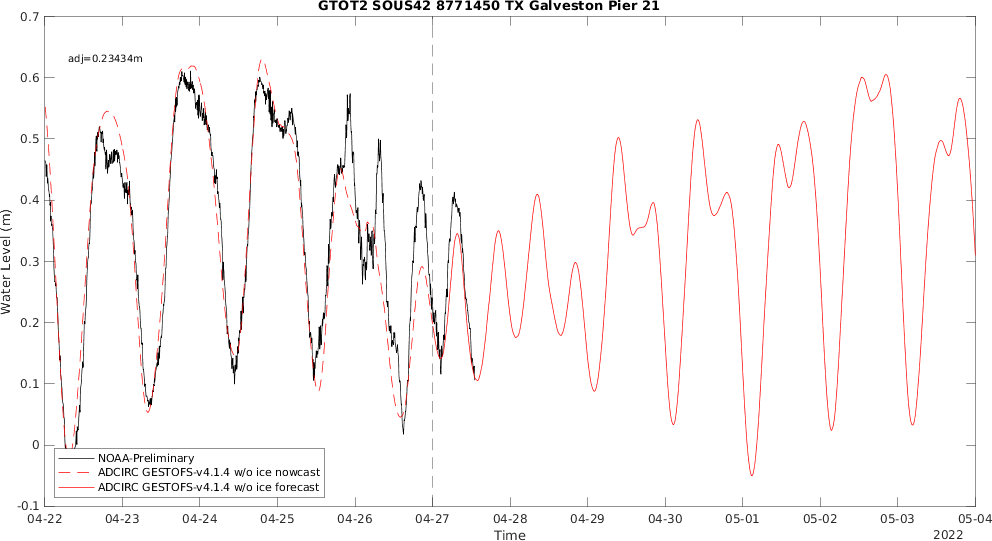 GTOT2 SOUS42 8771450 TX Galveston Pier 21
adj=0.23434m
Water Level (m)
0.7
0.6
0.5
0.4
0.3
0.2
0.1
0
-0.1
NOAA-Preliminary
ADCIRC GESTOFS-v4.1.4 w/o ice nowcast
ADCIRC GESTOFS-v4.1.4 w/o ice forecast
04-22 04-23 04-24 04-25 04-26 04-27 04-28 04-29 04-30 05-01 05-02 05-03 05-04
Time
2022